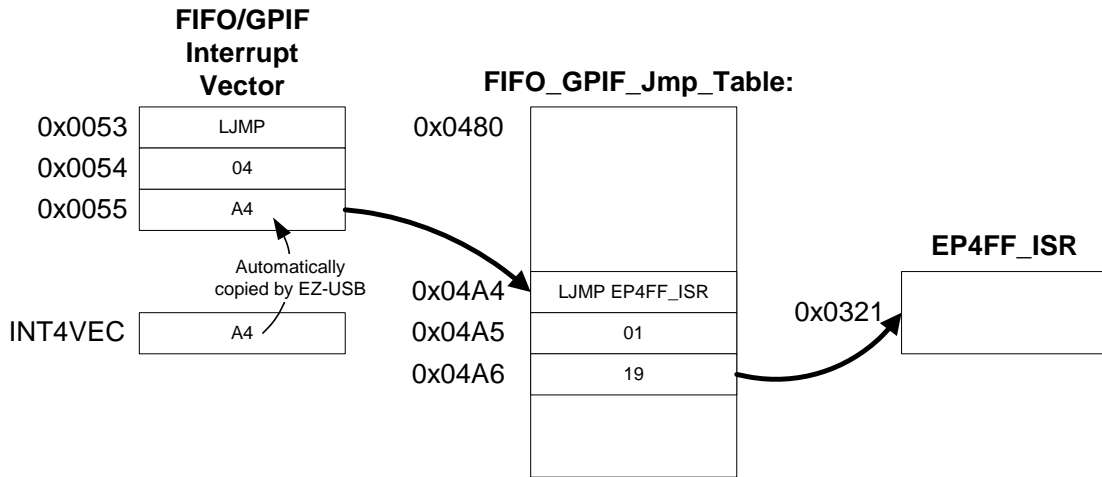 FIFO/GPIF
Interrupt
Vector
FIFO_GPIF_Jmp_Table:
0x0053 LJMP
0x0480
0x0054 04
0x0055 A4
EP4FF_ISR
Automatically
copied by EZ-USB
0x04A4 LJMP EP4FF_ISR
0x0321
INT4VEC A4
0x04A5 01
0x04A6 19